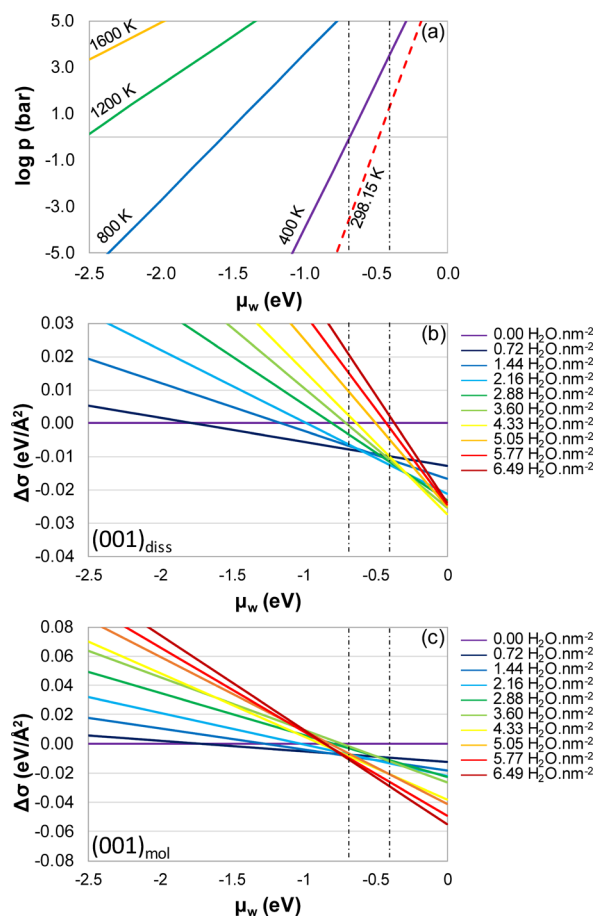 (a)
5.0
3.0
1.0
-1.0
-3.0
-5.0
log p (bar)
1600 K
1200 K
800 K
400 K
298.15 K
-2.5 -2.0 -1.5 -1.0 -0.5 0.0
μw (eV)
(b)
0.03
0.02
0.01
0.00
-0.01
-0.02
-0.03
-0.04
Δσ (eV/Å²)
(001)diss
-2.5 -2 -1.5 -1 -0.5 0
μw (eV)
0.00 H₂O.nm⁻²
0.72 H₂O.nm⁻²
1.44 H₂O.nm⁻²
2.16 H₂O.nm⁻²
2.88 H₂O.nm⁻²
3.60 H₂O.nm⁻²
4.33 H₂O.nm⁻²
5.05 H₂O.nm⁻²
5.77 H₂O.nm⁻²
6.49 H₂O.nm⁻²
(c)
0.08
0.06
0.04
0.02
0.00
-0.02
-0.04
-0.06
-0.08
Δσ (eV/Å²)
(001)mol
-2.5 -2 -1.5 -1 -0.5 0
μw (eV)
0.00 H₂O.nm⁻²
0.72 H₂O.nm⁻²
1.44 H₂O.nm⁻²
2.16 H₂O.nm⁻²
2.88 H₂O.nm⁻²
3.60 H₂O.nm⁻²
4.33 H₂O.nm⁻²
5.05 H₂O.nm⁻²
5.77 H₂O.nm⁻²
6.49 H₂O.nm⁻²